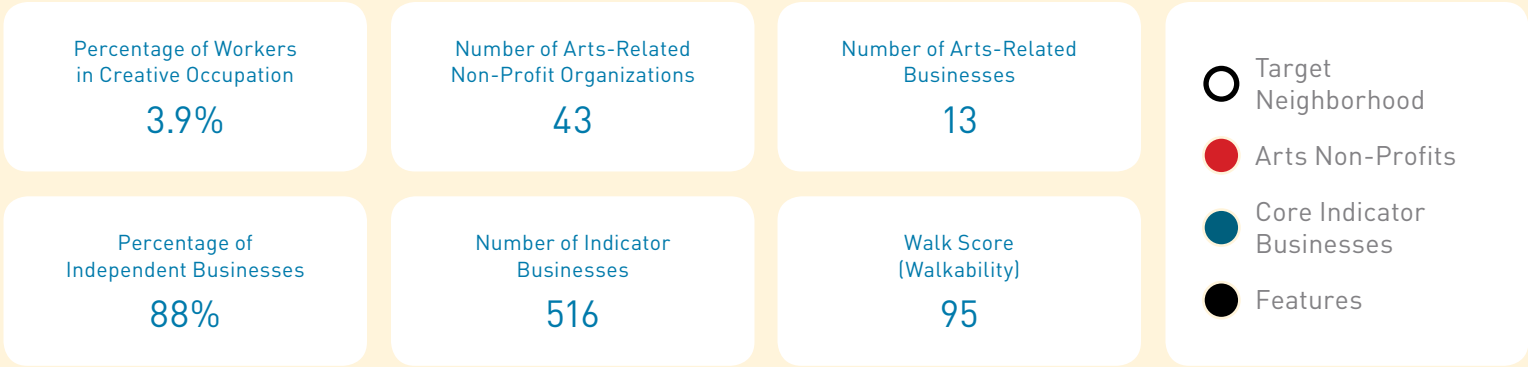 Percentage of Workers
in Creative Occupation
3.9%
Number of Arts-Related
Non-Profit Organizations
43
Number of Arts-Related
Businesses
13
Percentage of
Independent Businesses
88%
Number of Indicator
Businesses
516
Walk Score
(Walkability)
95
Target
Neighborhood
Arts Non-Profits
Core Indicator
Businesses
Features